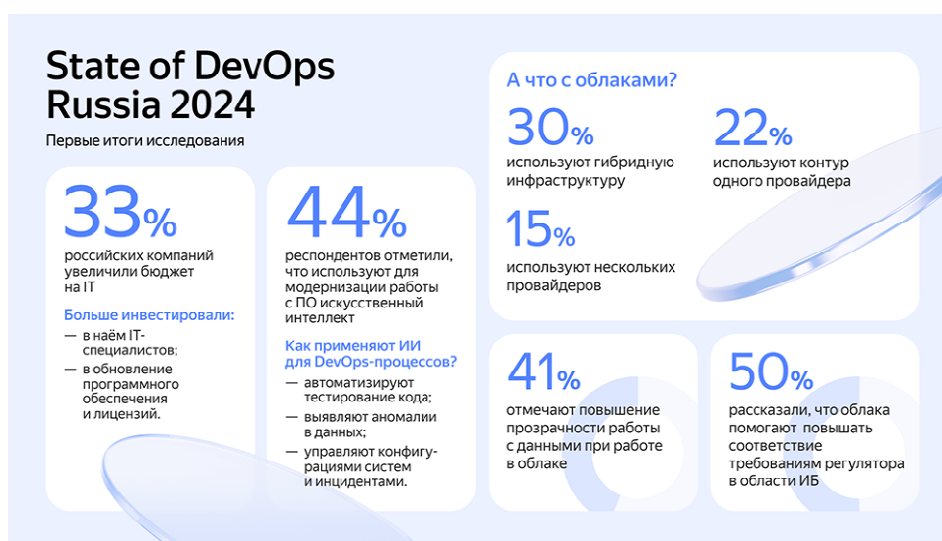 State of DevOps
Russia 2024
Первые итоги исследования
33%
российских компаний
увеличили бюджет
на IT
Больше инвестировали:
— в наём IT-
специалистов;
— в обновление
программного
обеспечения
и лицензий.
44%
респондентов отметили,
что используют для
модернизации работы
с ПО искусственный
интеллект
Как применяют ИИ
для DevOps-процессов?
— автоматизируют
тестирование кода;
— выявляют аномалии
в данных;
— управляют конфигу-
рациями систем
и инцидентами.
А что с облаками?
30%
используют гибридную
инфраструктуру
22%
используют контур
одного провайдера
15%
используют нескольких
провайдеров
41%
отмечают повышение
прозрачности работы
с данными при работе
в облаке
50%
рассказали, что облака
помогают повышать
соответствие
требованиям регулятора
в области ИБ